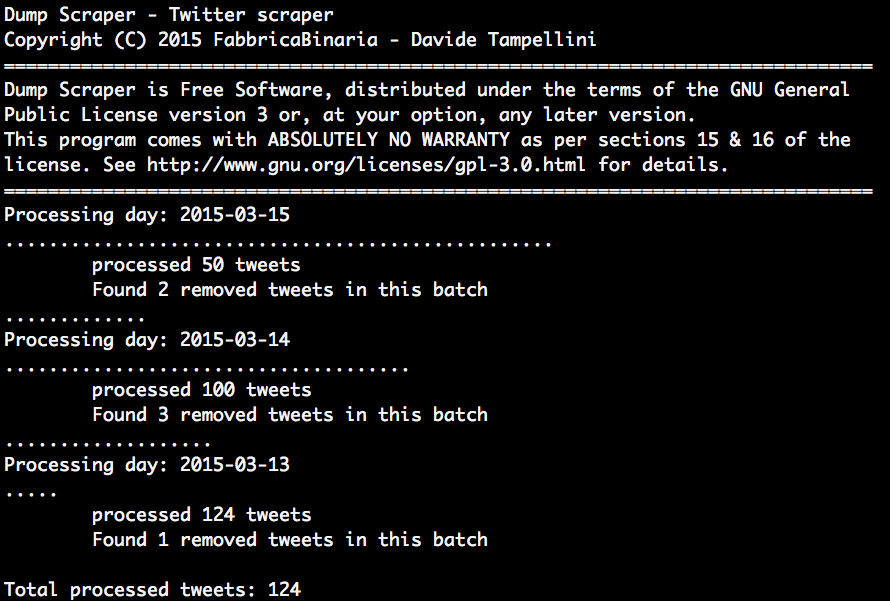 Dump Scraper - Twitter scraper
Copyright (C) 2015 FabbricaBinaria - Davide Tampellini
===============================================================================
Dump Scraper is Free Software, distributed under the terms of the GNU General
Public License version 3 or, at your option, any later version.
This program comes with ABSOLUTELY NO WARRANTY as per sections 15 & 16 of the
license. See http://www.gnu.org/licenses/gpl-3.0.html for details.
===============================================================================
Processing day: 2015-03-15
..................................................
        processed 50 tweets
        Found 2 removed tweets in this batch
.............
Processing day: 2015-03-14
.....................................
        processed 100 tweets
        Found 3 removed tweets in this batch
...................
Processing day: 2015-03-13
.....
        processed 124 tweets
        Found 1 removed tweets in this batch

Total processed tweets: 124